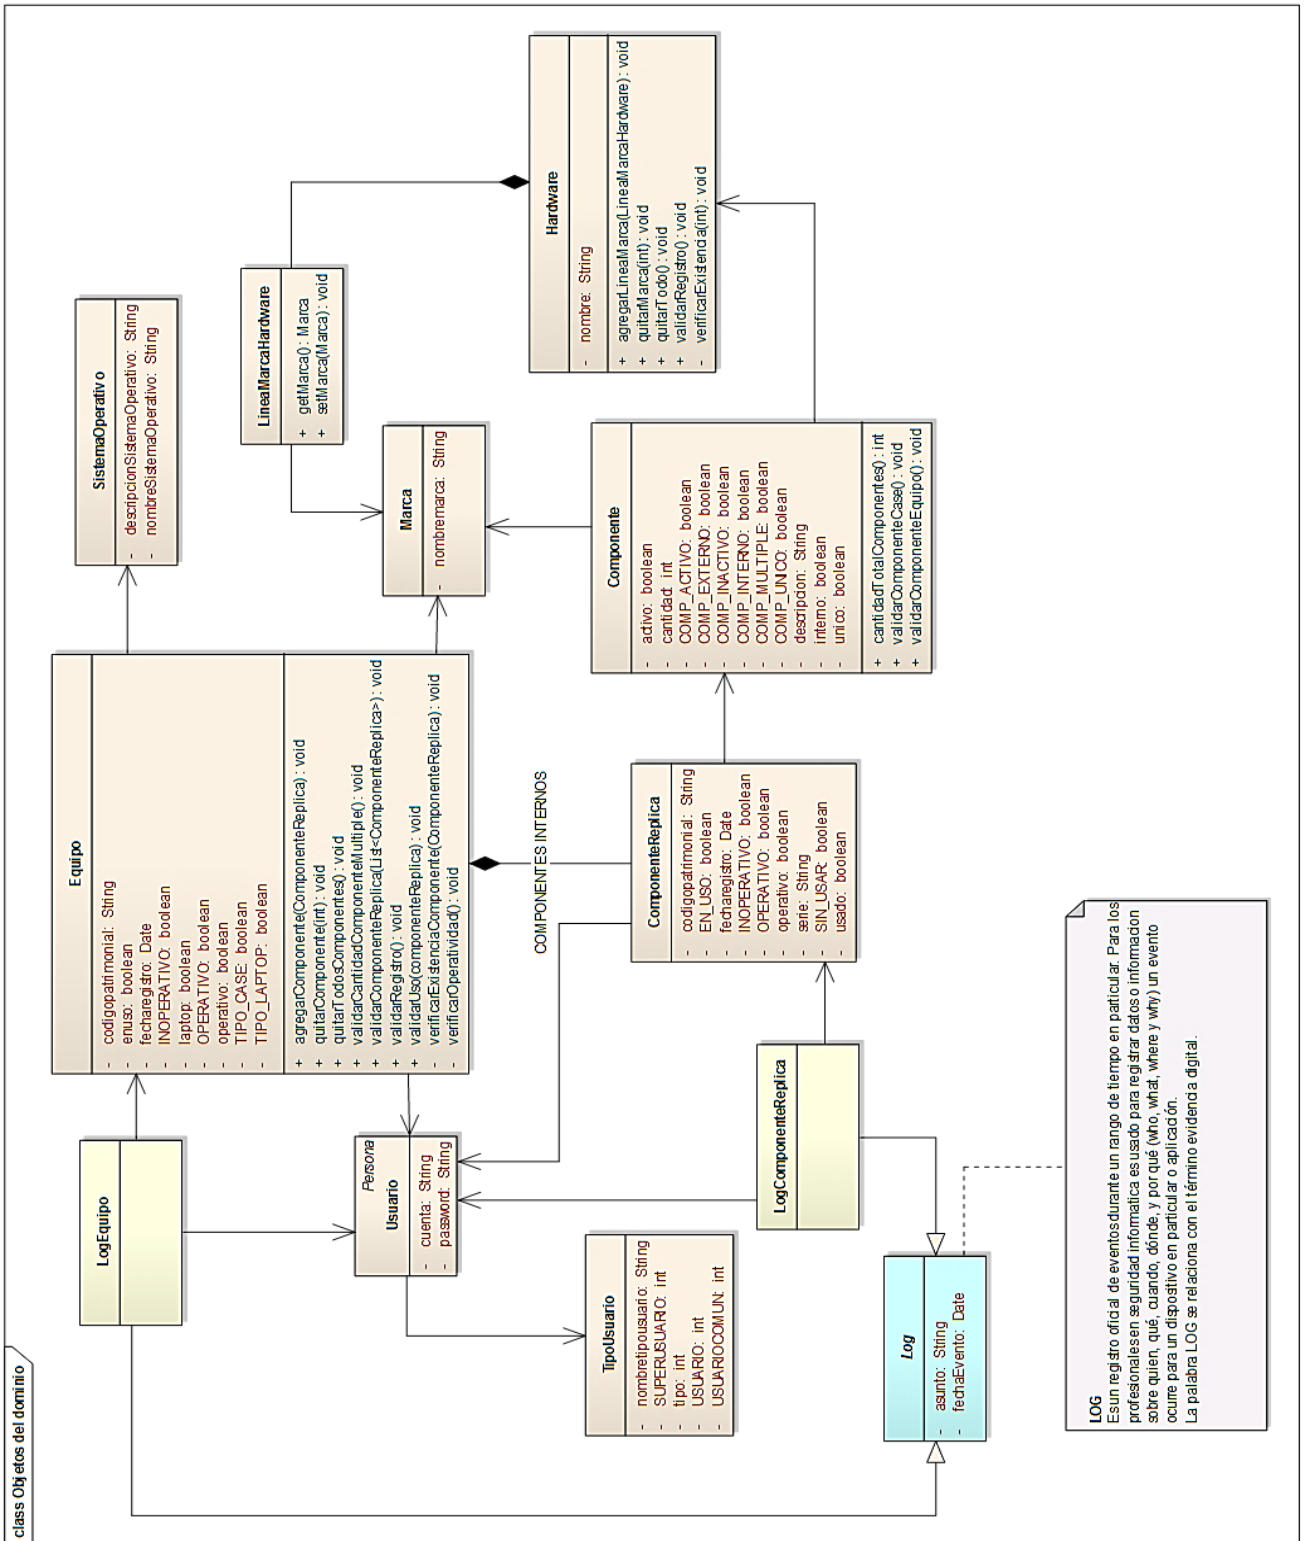 class Objetos del dominio
LogEquipo
Equipo
- codigopatrimonial: String
- enuso: boolean
- fecharegistro: Date
- INOPERATIVO: boolean
- laptop: boolean
- OPERATIVO: boolean
- operativo: boolean
- TIPO_CASE: boolean
- TIPO_LAPTOP: boolean
+ agregarComponente(ComponenteReplica) : void
+ quitarComponente(int) : void
+ quitarTodosComponentes() : void
+ validarCantidadComponenteMultiple() : void
+ validarComponenteReplica(List<ComponenteReplica>) : void
+ validarRegistro() : void
+ validarUso(componenteReplica) : void
- verificarExistenciaComponente(ComponenteReplica) : void
- verificarOperatividad() : void
SistemaOperativo
- descripcionSistemaOperativo: String
- nombreSistemaOperativo: String
LineaMarcaHardware
+ getMarca() : Marca
+ setMarca(Marca) : void
Persona
Usuario
- cuenta: String
- password: String
Marca
- nombremarca: String
Hardware
- nombre: String
+ agregarLineaMarca(LineaMarcaHardware) : void
+ quitarMarca(int) : void
+ quitarTodo() : void
+ validarRegistro() : void
- verificarExistencia(int) : void
COMPONENTES INTERNOS
TipoUsuario
- nombretipousuario: String
- SUPERUSUARIO: int
- tipo: int
- USUARIO: int
- USUARIOCOMUN: int
ComponenteReplica
- codigopatrimonial: String
- EN_USO: boolean
- fecharegistro: Date
- INOPERATIVO: boolean
- OPERATIVO: boolean
- operativo: boolean
- serie: String
- SIN_USAR: boolean
- usado: boolean
Componente
- activo: boolean
- cantidad: int
- COMP_ACTIVO: boolean
- COMP_EXTERNO: boolean
- COMP_INACTIVO: boolean
- COMP_INTERNO: boolean
- COMP_MULTIPLE: boolean
- COMP_UNICO: boolean
- descripcion: String
- interno: boolean
- unico: boolean
+ cantidadTotalComponentes() : int
+ validarComponenteCase() : void
+ validarComponenteEquipo() : void
LogComponenteReplica
Log
- asunto: String
- fechaEvento: Date
LOG
Es un registro oficial de eventos durante un rango de tiempo en particular. Para los
profesionales en seguridad informatica es usado para registrar datos o informacion
sobre quien, qué, cuando, dónde, y por qué (who, what, where y why) un evento
ocurre para un dispositivo en particular o aplicación.
La palabra LOG se relaciona con el término evidencia digital.